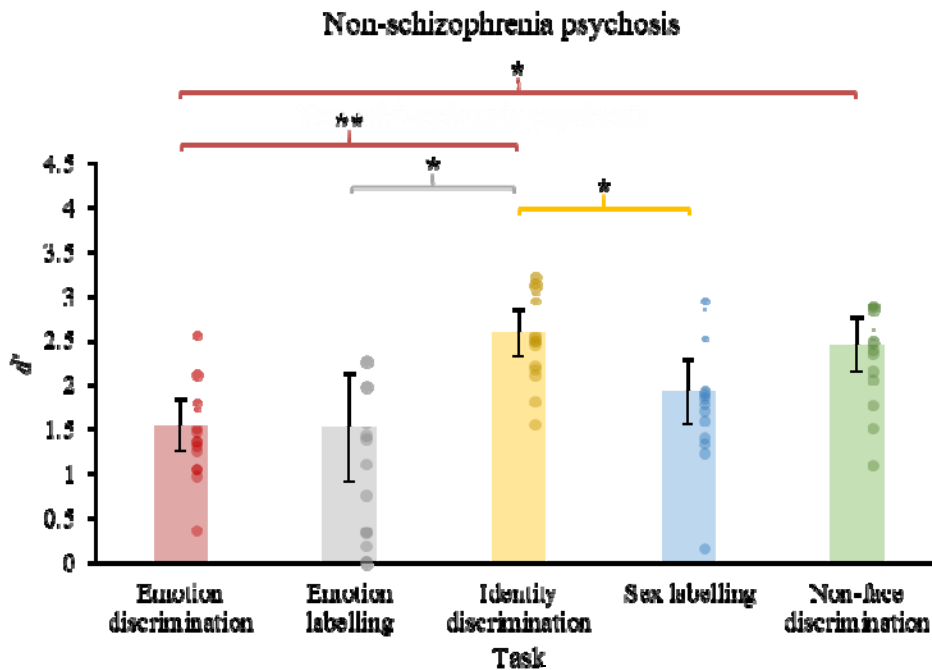 Non-schizophrenia psychosis
*
**
*
*
4.5
4
3.5
3
2.5
2
1.5
1
0.5
0
d'
Emotion discrimination
Emotion labelling
Identity discrimination
Sex labelling
Non-face discrimination
Task